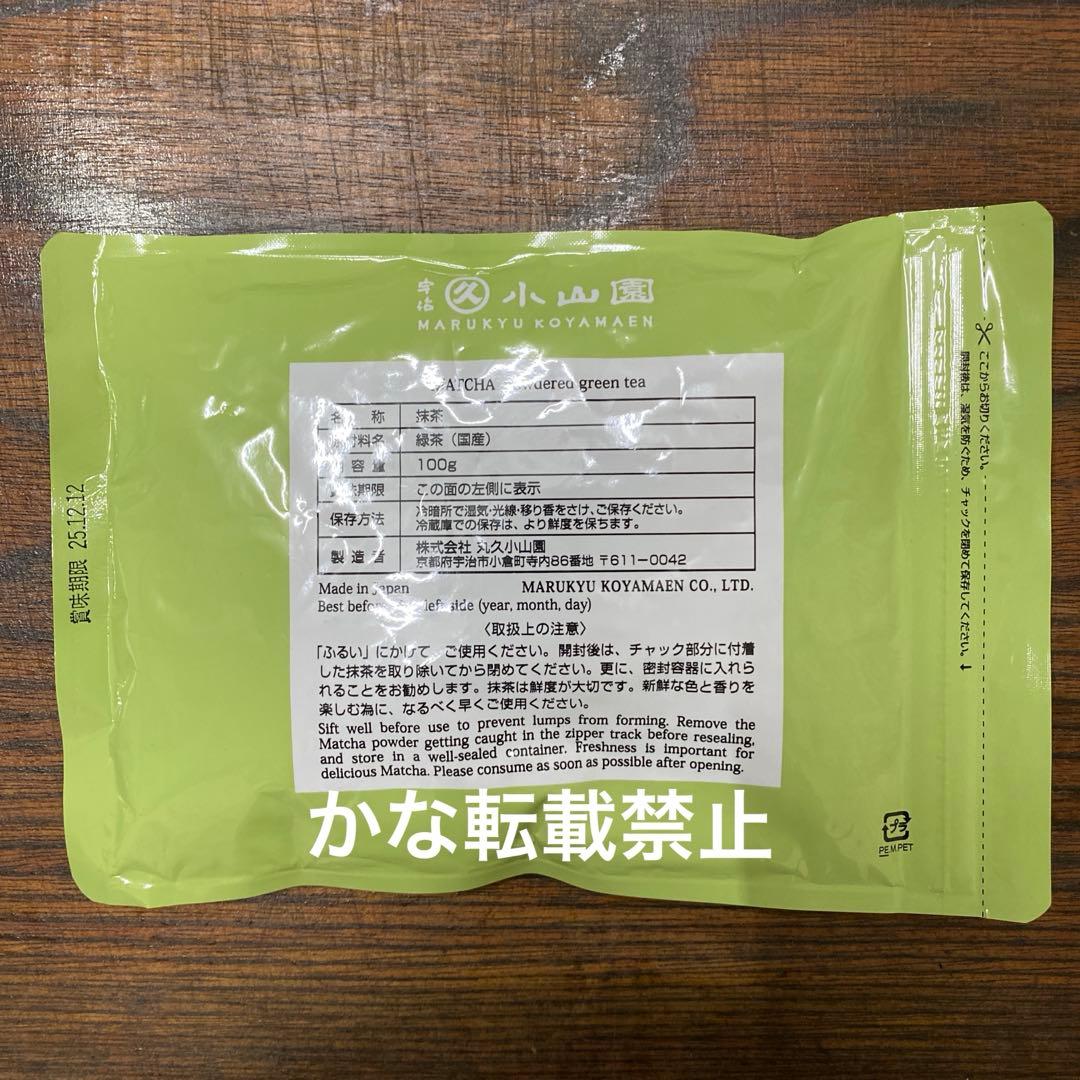 宇治 久 小山園
MARUKYU KOYAMAEN
green tea
名 称 抹茶
緑茶（国産）
容 量 100g
期限 この面の左側に表示
保存方法 冷暗所で湿気・光線・移り香をさけ、ご保存ください。
冷蔵庫での保存は、より鮮度を保ちます。
製 造 者 株式会社 丸久小山園
京都府宇治市小倉町寺内86番地 〒611-0042
Made in Japan MARUKYU KOYAMAEN CO., LTD.
Best side (year, month, day)
〈取扱上の注意〉
「ふるい」にかけて、ご使用ください。開封後は、チャック部分に付着
した抹茶を取り除いてから閉めてください。更に、密封容器に入れら
れることをお勧めします。抹茶は鮮度が大切です。新鮮な色と香りを
楽しむ為に、なるべく早くご使用ください。
Sift well before use to prevent lumps from forming. Remove the
Matcha powder getting caught in the zipper track before resealing,
and store in a well-sealed container. Freshness is important for
delicious Matcha. Please consume as soon as possible after opening.
賞味期限 25.12.12
ここからお切りください。
開封後は、湿気を防ぐため、チャックを閉めて保存してください。↓
プラ
PE.M.PET
かな転載禁止